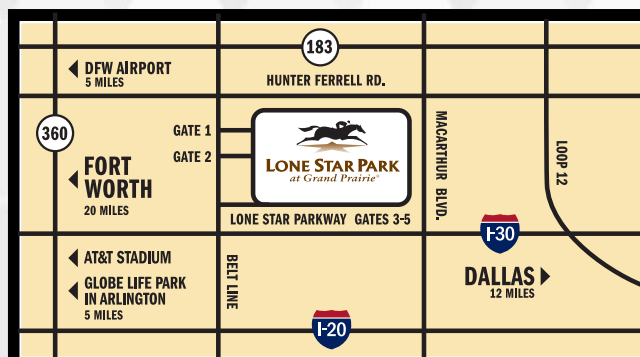 183
DFW AIRPORT
5 MILES
HUNTER FERRELL RD.
360
GATE 1
GATE 2
LONE STAR PARK
at Grand Prairie®
MACARTHUR BLVD.
LOOP 12
FORT
WORTH
20 MILES
LONE STAR PARKWAY GATES 3-5
I-30
AT&T STADIUM
GLOBE LIFE PARK
IN ARLINGTON
5 MILES
BELT LINE
DALLAS
12 MILES
I-20